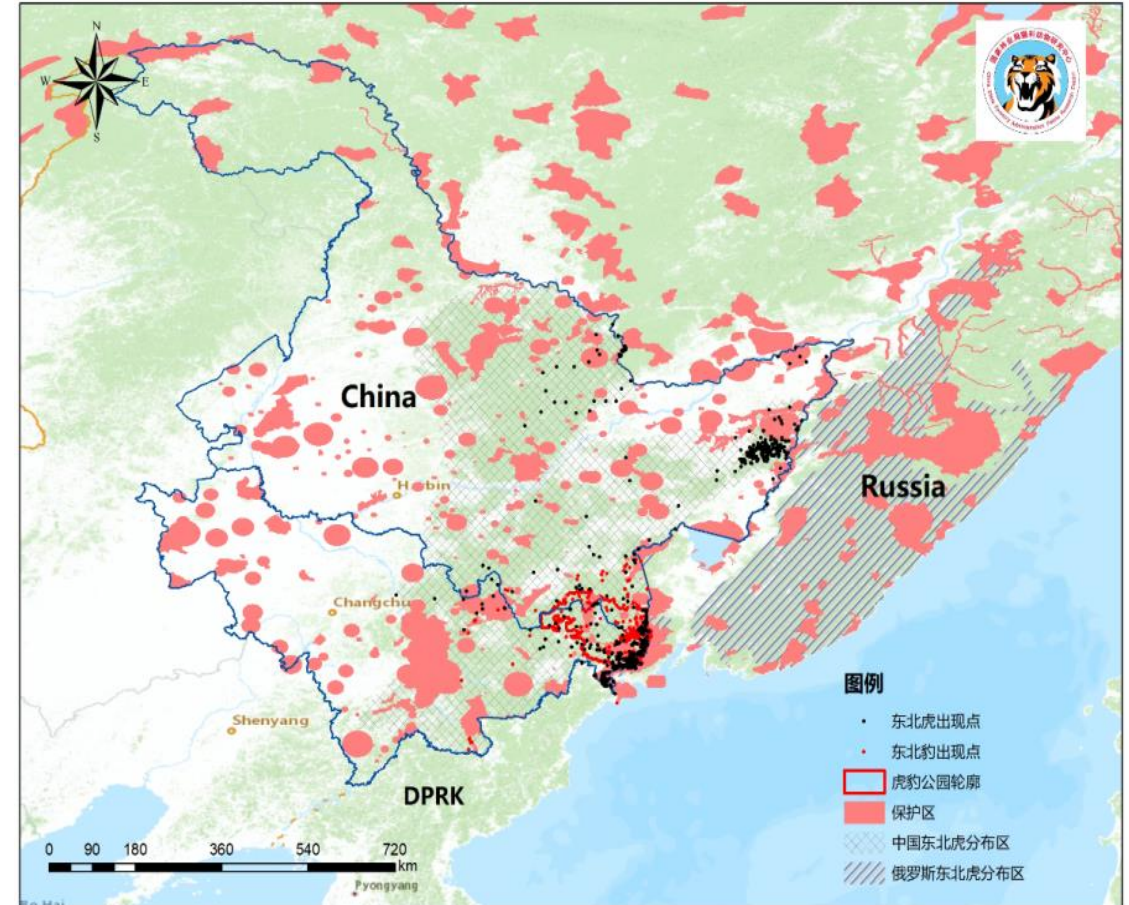 N
W
E
S
China
Russia
Harbin
Changchu
Shenyang
DPRK
Pyongyang
0 90 180 360 540 720
km
图例
东北虎出现点
东北豹出现点
虎豹公园轮廓
保护区
中国东北虎分布区
俄罗斯东北虎分布区